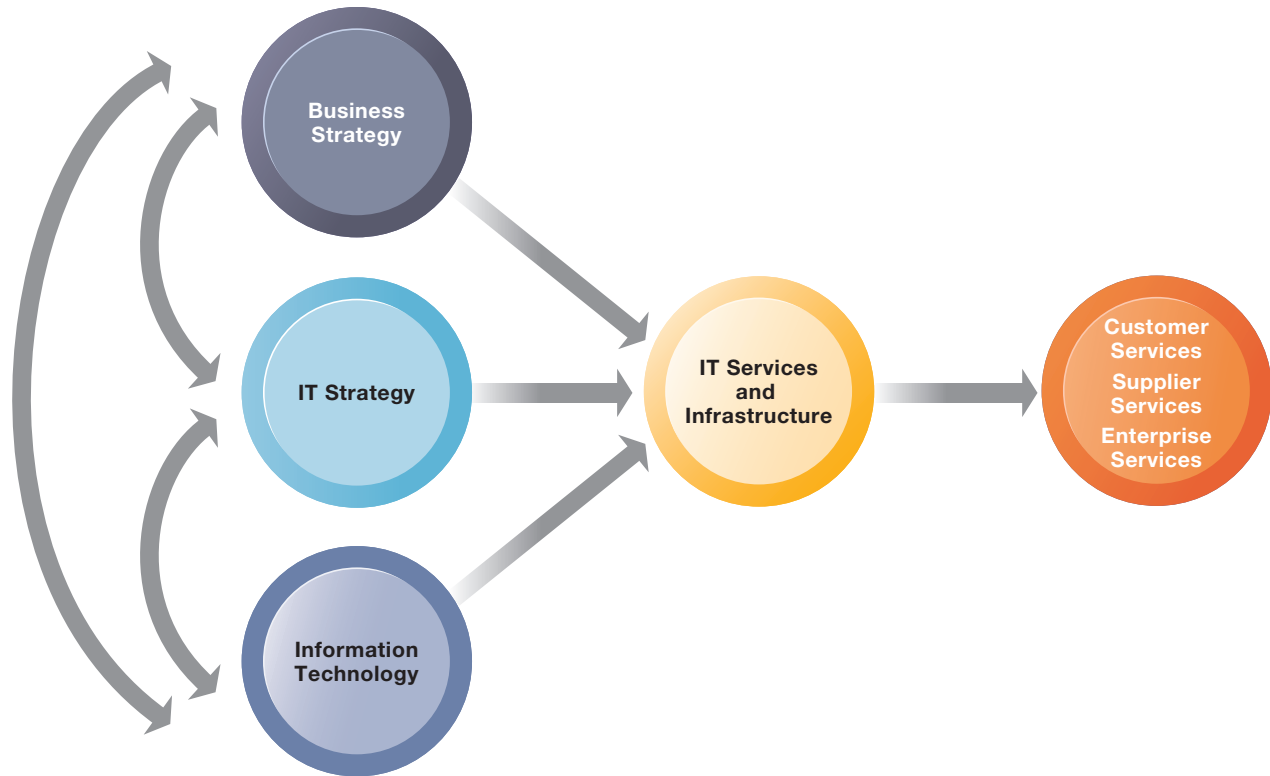 Business
Strategy
IT Strategy
Information
Technology
IT Services
and
Infrastructure
Customer
Services
Supplier
Services
Enterprise
Services